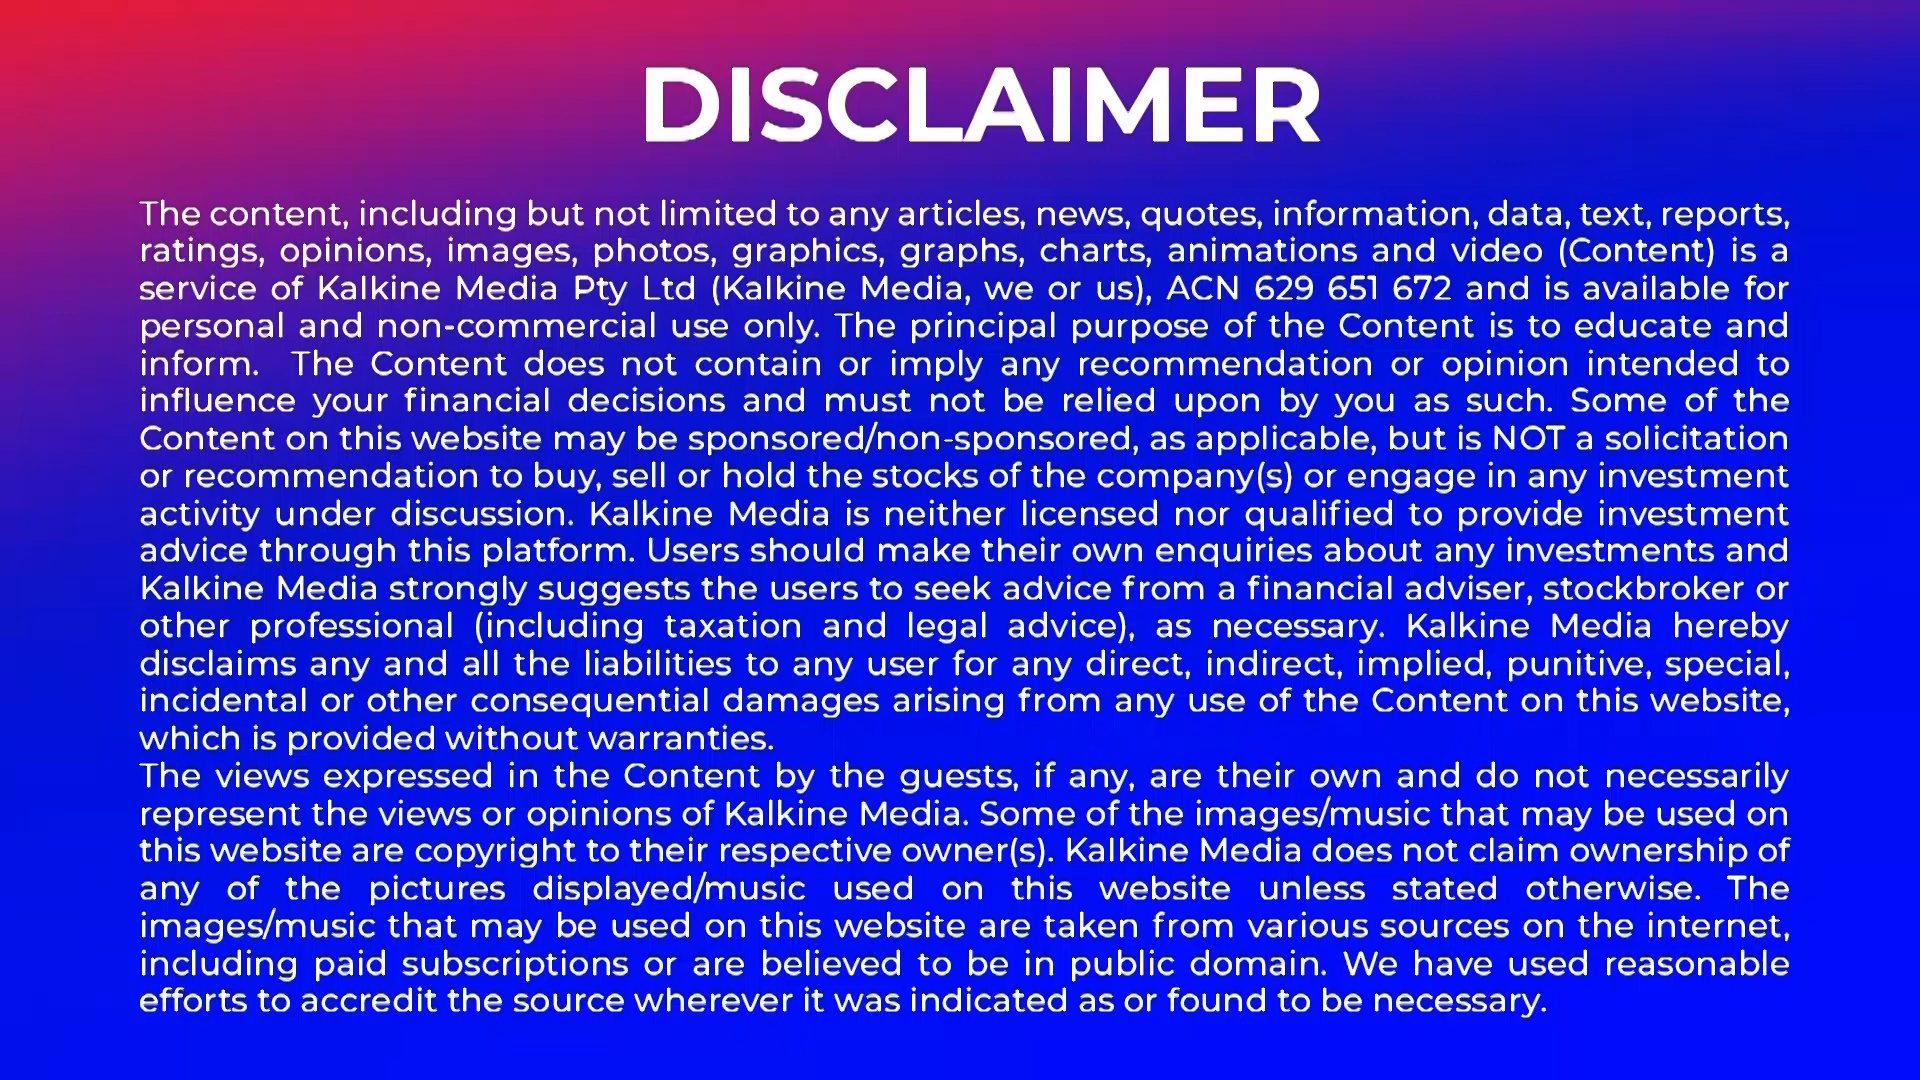 DISCLAIMER
The content, including but not limited to any articles, news, quotes, information, data, text, reports,
ratings, opinions, images, photos, graphics, graphs, charts, animations and video (Content) is a
service of Kalkine Media Pty Ltd (Kalkine Media, we or us), ACN 629 651 672 and is available for
personal and non-commercial use only. The principal purpose of the Content is to educate and
inform.  The Content does not contain or imply any recommendation or opinion intended to
influence your financial decisions and must not be relied upon by you as such. Some of the
Content on this website may be sponsored/non-sponsored, as applicable, but is NOT a solicitation
or recommendation to buy, sell or hold the stocks of the company(s) or engage in any investment
activity under discussion. Kalkine Media is neither licensed nor qualified to provide investment
advice through this platform. Users should make their own enquiries about any investments and
Kalkine Media strongly suggests the users to seek advice from a financial adviser, stockbroker or
other professional (including taxation and legal advice), as necessary. Kalkine Media hereby
disclaims any and all the liabilities to any user for any direct, indirect, implied, punitive, special,
incidental or other consequential damages arising from any use of the Content on this website,
which is provided without warranties.
The views expressed in the Content by the guests, if any, are their own and do not necessarily
represent the views or opinions of Kalkine Media. Some of the images/music that may be used on
this website are copyright to their respective owner(s). Kalkine Media does not claim ownership of
any of the pictures displayed/music used on this website unless stated otherwise. The
images/music that may be used on this website are taken from various sources on the internet,
including paid subscriptions or are believed to be in public domain. We have used reasonable
efforts to accredit the source wherever it was indicated as or found to be necessary.